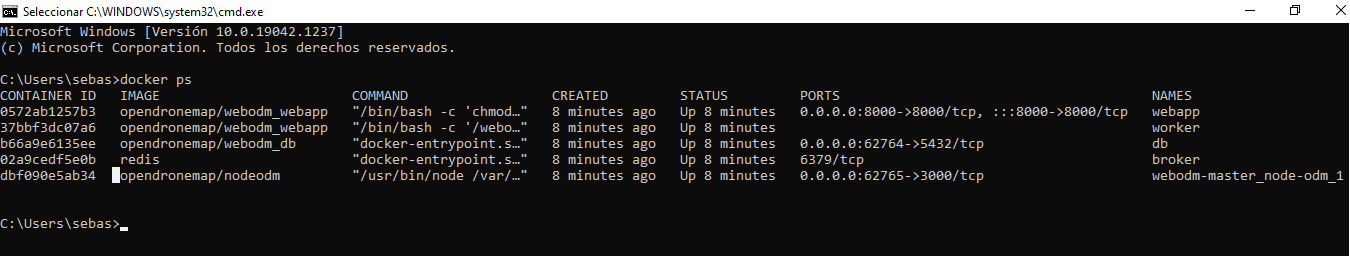 Seleccionar C:\WINDOWS\system32\cmd.exe
Microsoft Windows [Versión 10.0.19042.1237]
(c) Microsoft Corporation. Todos los derechos reservados.
C:\Users\sebas>docker ps
CONTAINER ID   IMAGE                        COMMAND                  CREATED         STATUS         PORTS                                       NAMES
0572ab1257b3   opendronemap/webodm_webapp   "/bin/bash -c 'chmod…"   8 minutes ago   Up 8 minutes   0.0.0.0:8000->8000/tcp, :::8000->8000/tcp   webapp
37bbf3dc07a6   opendronemap/webodm_webapp   "/bin/bash -c '/webo…"   8 minutes ago   Up 8 minutes                                               worker
b66a9e6135ee   opendronemap/webodm_db       "docker-entrypoint.s…"   8 minutes ago   Up 8 minutes   0.0.0.0:62764->5432/tcp                     db
02a9cedf5e0b   redis                        "docker-entrypoint.s…"   8 minutes ago   Up 8 minutes   6379/tcp                                    broker
dbf090e5ab34   opendronemap/nodeodm         "/usr/bin/node /var/…"   8 minutes ago   Up 8 minutes   0.0.0.0:62765->3000/tcp                     webodm-master_node-odm_1
C:\Users\sebas>